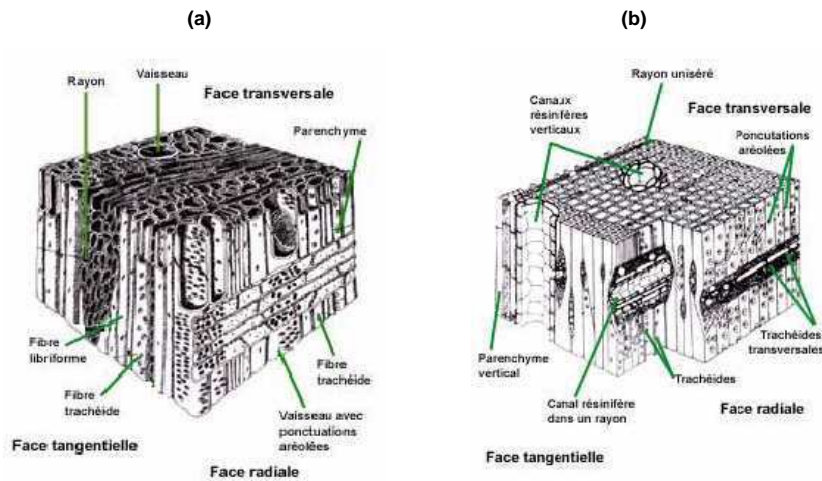 (a)
Vaisseau
Rayon
Face transversale
Parenchyme
Fibre
libriforme
Fibre
trachéide
Fibre
trachéide
Vaisseau avec
ponctuations
aréolées
Face tangentielle
Face radiale
(b)
Rayon uniséré
Canaux
résinifères
verticaux
Face transversale
Poncutations
aréolées
Parenchyme
vertical
Trachéides
transversales
Trachéides
Canal résinifère
dans un rayon
Face radiale
Face tangentielle